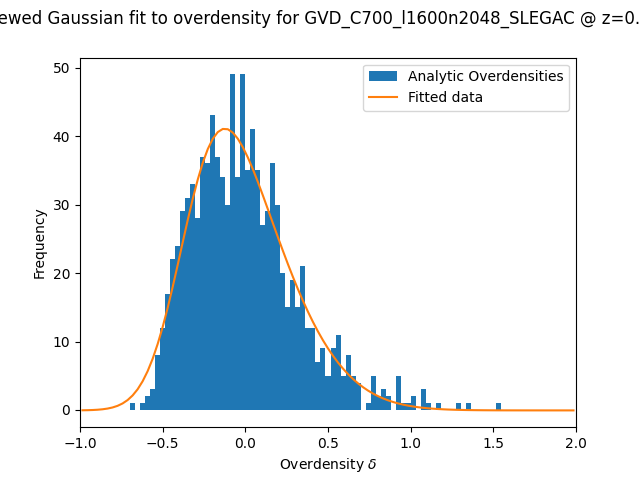 ewed Gaussian fit to overdensity for GVD_C700_l1600n2048_SLEGAC @ z=0.
Analytic Overdensities
Fitted data
Frequency
50
40
30
20
10
0
−1.0 −0.5 0.0 0.5 1.0 1.5 2.0
Overdensity δ